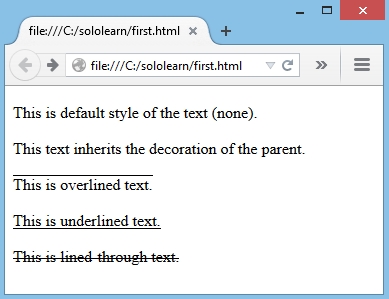 file:///C:/sololearn/first.html
file:///C:/sololearn/first.html
This is default style of the text (none).
This text inherits the decoration of the parent.
This is overlined text.
This is underlined text.
This is lined-through text.